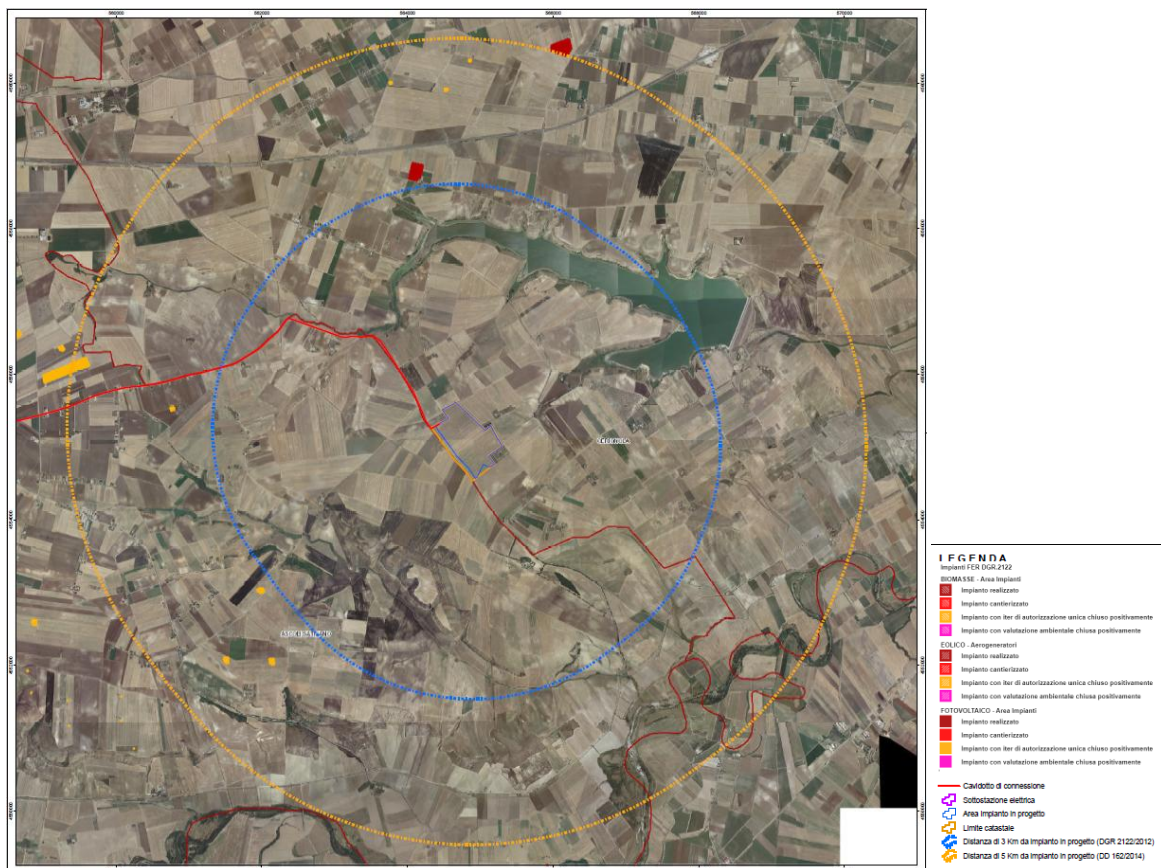 LEGENDA
Impianti FER DGR.2122
BIOMASSE - Area Impianti
Impianto realizzato
Impianto cantierizzato
Impianto con iter di autorizzazione unica chiuso positivamente
Impianto con valutazione ambientale chiusa positivamente
EOLICO - Aerogeneratori
Impianto realizzato
Impianto cantierizzato
Impianto con iter di autorizzazione unica chiuso positivamente
Impianto con valutazione ambientale chiusa positivamente
FOTOVOLTAICO - Area Impianti
Impianto realizzato
Impianto cantierizzato
Impianto con iter di autorizzazione unica chiuso positivamente
Impianto con valutazione ambientale chiusa positivamente
Cavidotto di connessione
Sottostazione elettrica
Area Impianto in progetto
Limite catastale
Distanza di 3 Km da Impianto in progetto (DGR 2122/2012)
Distanza di 5 Km da Impianto in progetto (DD 162/2014)